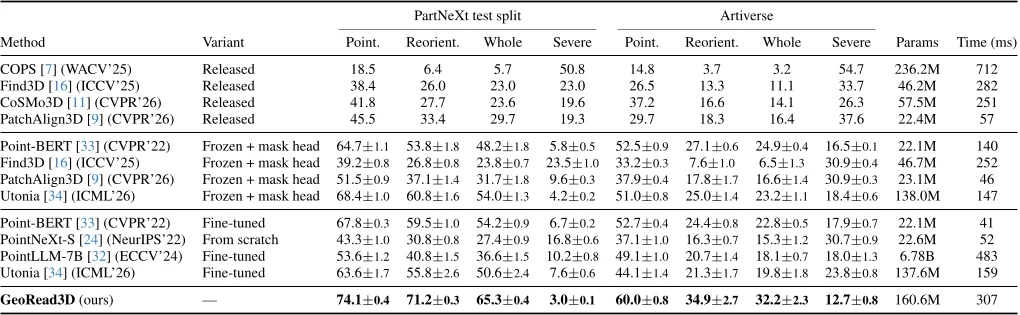 PartNeXt test split Artiverse
Method Variant Point. Reorient. Whole Severe Point. Reorient. Whole Severe Params Time (ms)
COPS [7] (WACV'25) Released 18.5 6.4 5.7 50.8 14.8 3.7 3.2 54.7 236.2M 712
Find3D [16] (ICCV'25) Released 38.4 26.0 23.0 23.0 26.5 13.3 11.1 33.7 46.2M 282
CoSMo3D [11] (CVPR'26) Released 41.8 27.7 23.6 19.6 37.2 16.6 14.1 26.3 57.5M 251
PatchAlign3D [9] (CVPR'26) Released 45.5 33.4 29.7 19.3 29.7 18.3 16.4 37.6 22.4M 57
Point-BERT [33] (CVPR'22) Frozen + mask head 64.7±1.1 53.8±1.8 48.2±1.8 5.8±0.5 52.5±0.9 27.1±0.6 24.9±0.4 16.5±0.1 22.1M 140
Find3D [16] (ICCV'25) Frozen + mask head 39.2±0.8 26.8±0.8 23.8±0.7 23.5±1.0 33.2±0.3 7.6±1.0 6.5±1.3 30.9±0.4 46.7M 252
PatchAlign3D [9] (CVPR'26) Frozen + mask head 51.5±0.9 37.1±1.4 31.7±1.8 9.6±0.3 37.9±0.4 17.8±1.7 16.6±1.4 30.9±0.3 23.1M 46
Utonia [34] (ICML'26) Frozen + mask head 68.4±1.0 60.8±1.6 54.0±1.3 4.2±0.2 51.0±0.8 25.0±1.4 23.2±1.1 18.4±0.6 138.0M 147
Point-BERT [33] (CVPR'22) Fine-tuned 67.8±0.3 59.5±1.0 54.2±0.9 6.7±0.2 52.7±0.4 24.4±0.8 22.8±0.5 17.9±0.7 22.1M 41
PointNeXt-S [24] (NeurIPS'22) From scratch 43.3±1.0 30.8±0.8 27.4±0.9 16.8±0.6 37.1±1.0 16.3±0.7 15.3±1.2 30.7±0.9 22.6M 52
PointLLM-7B [32] (ECCV'24) Fine-tuned 53.6±1.2 40.8±1.5 36.6±1.5 10.2±0.8 49.1±1.0 20.7±1.4 18.1±0.7 18.0±1.3 6.78B 483
Utonia [34] (ICML'26) Fine-tuned 63.6±1.7 55.8±2.6 50.6±2.4 7.6±0.6 44.1±1.4 21.3±1.7 19.8±1.8 23.8±0.8 137.6M 159
GeoRead3D (ours) — 74.1±0.4 71.2±0.3 65.3±0.4 3.0±0.1 60.0±0.8 34.9±2.7 32.2±2.3 12.7±0.8 160.6M 307